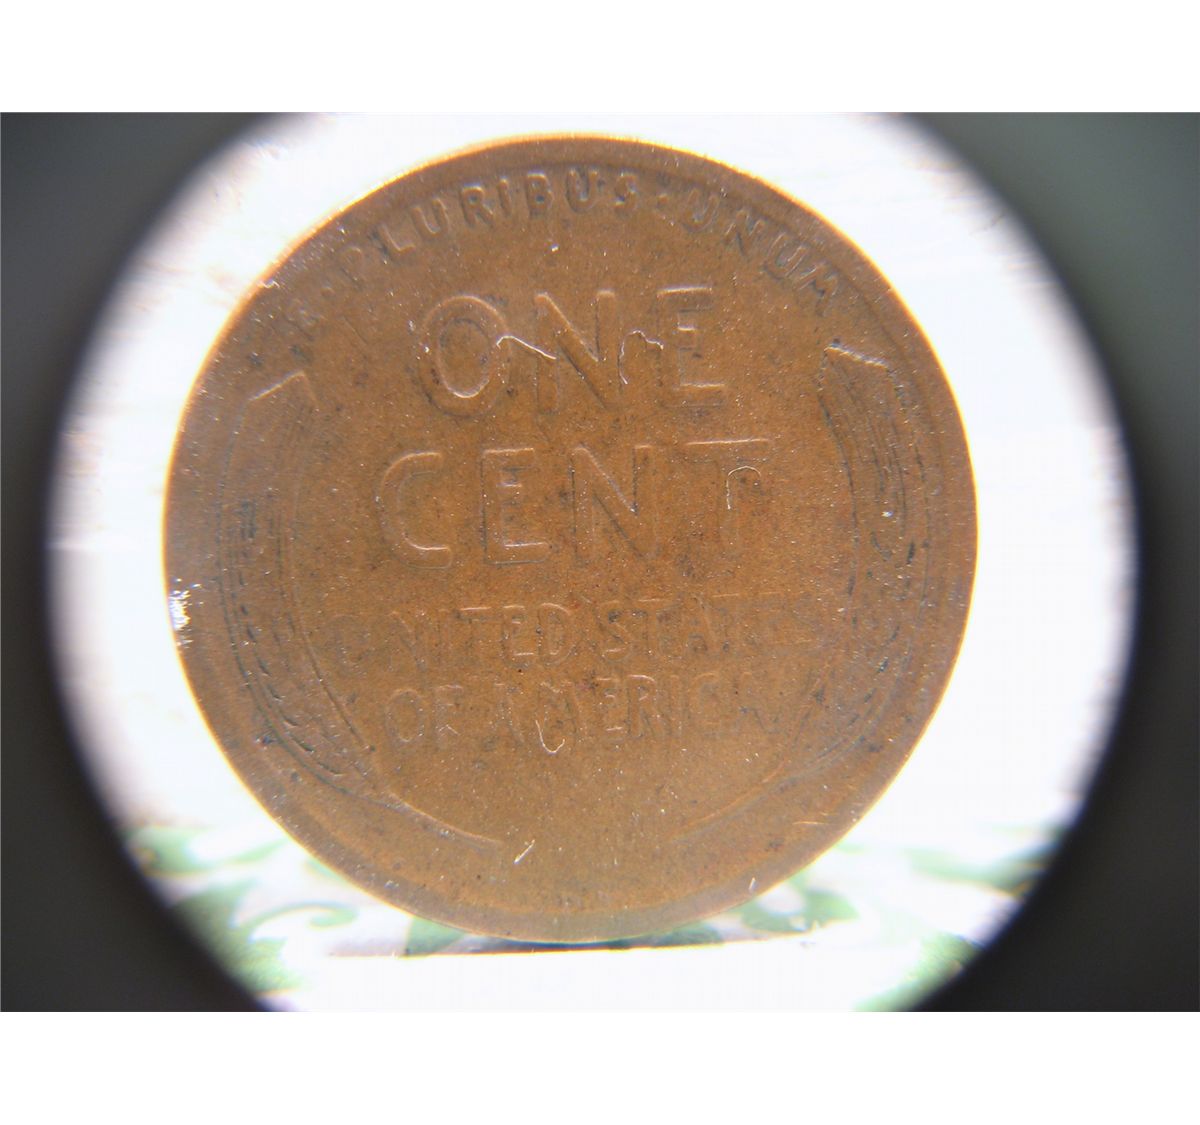 E·PLURIBUS·UNUM
ONE
CENT
UNITED STATES
OF AMERICA